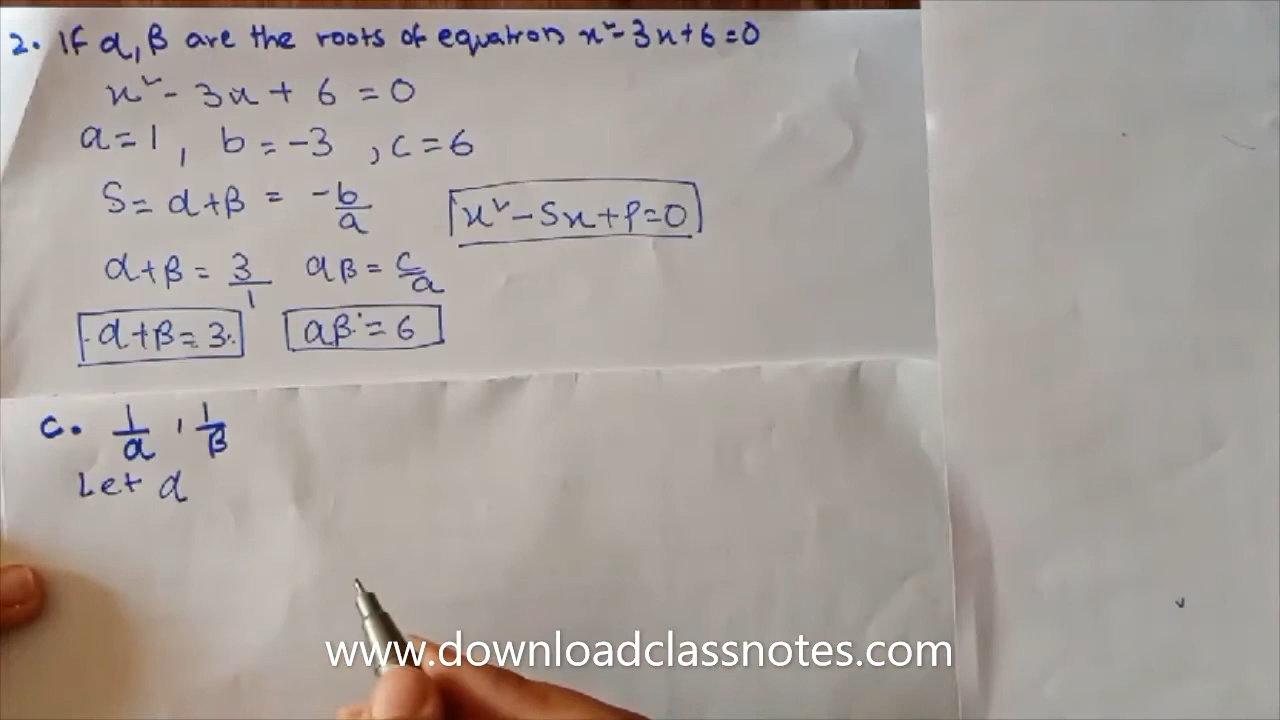 2. If α, β are the roots of equation x² - 3x + 6 = 0
x² - 3x + 6 = 0
a = 1, b = -3, c = 6
S = α + β = -b/a
x² - Sx + P = 0
α + β = 3/1 αβ = c/a
α + β = 3 αβ = 6
c. 1/α, 1/β
Let α
www.downloadclassnotes.com